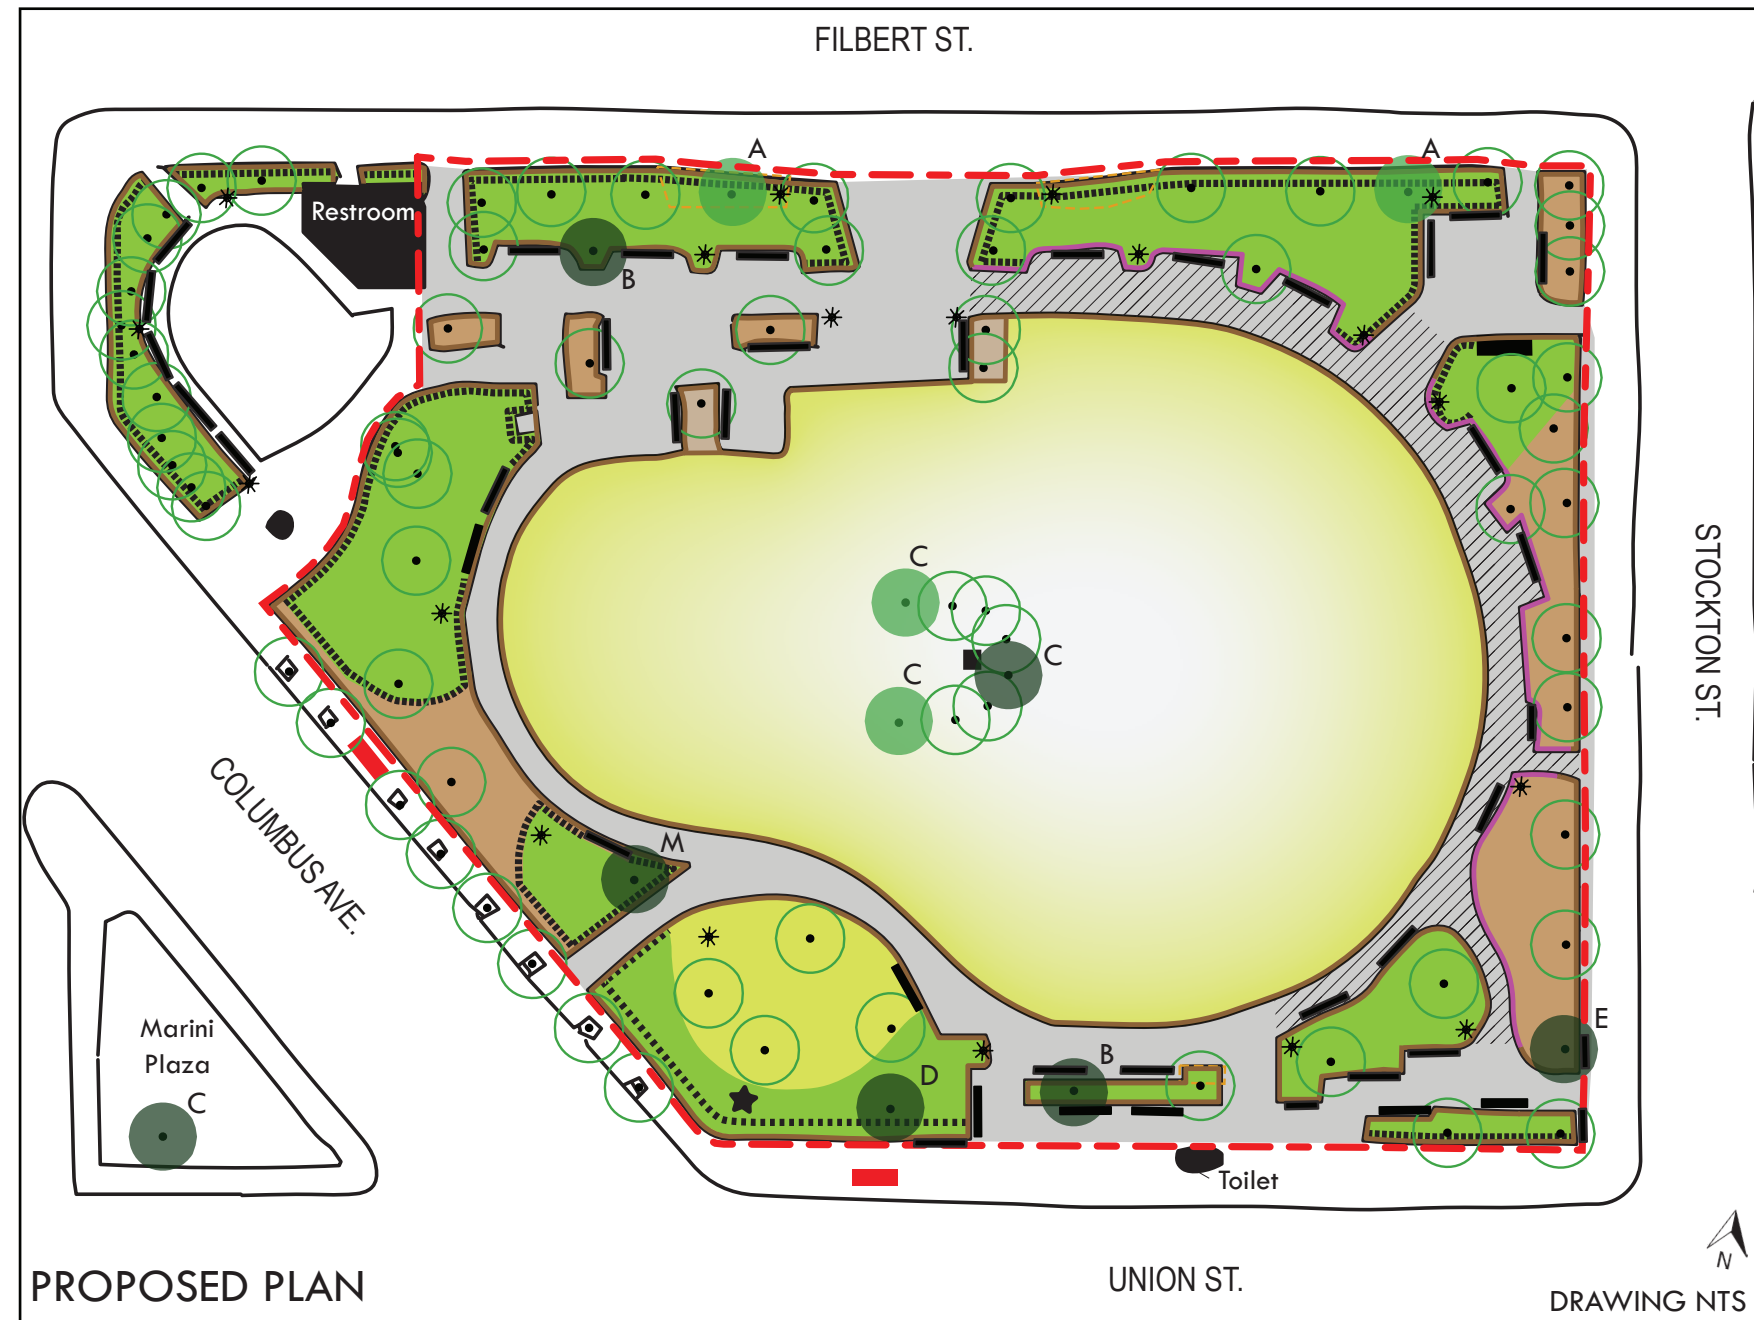 FILBERT ST.
A
A
Restroom
B
C
C
C
STOCKTON ST.
COLUMBUS AVE.
M
Marini
Plaza
C
D
B
E
Toilet
PROPOSED PLAN
UNION ST.
N
DRAWING NTS